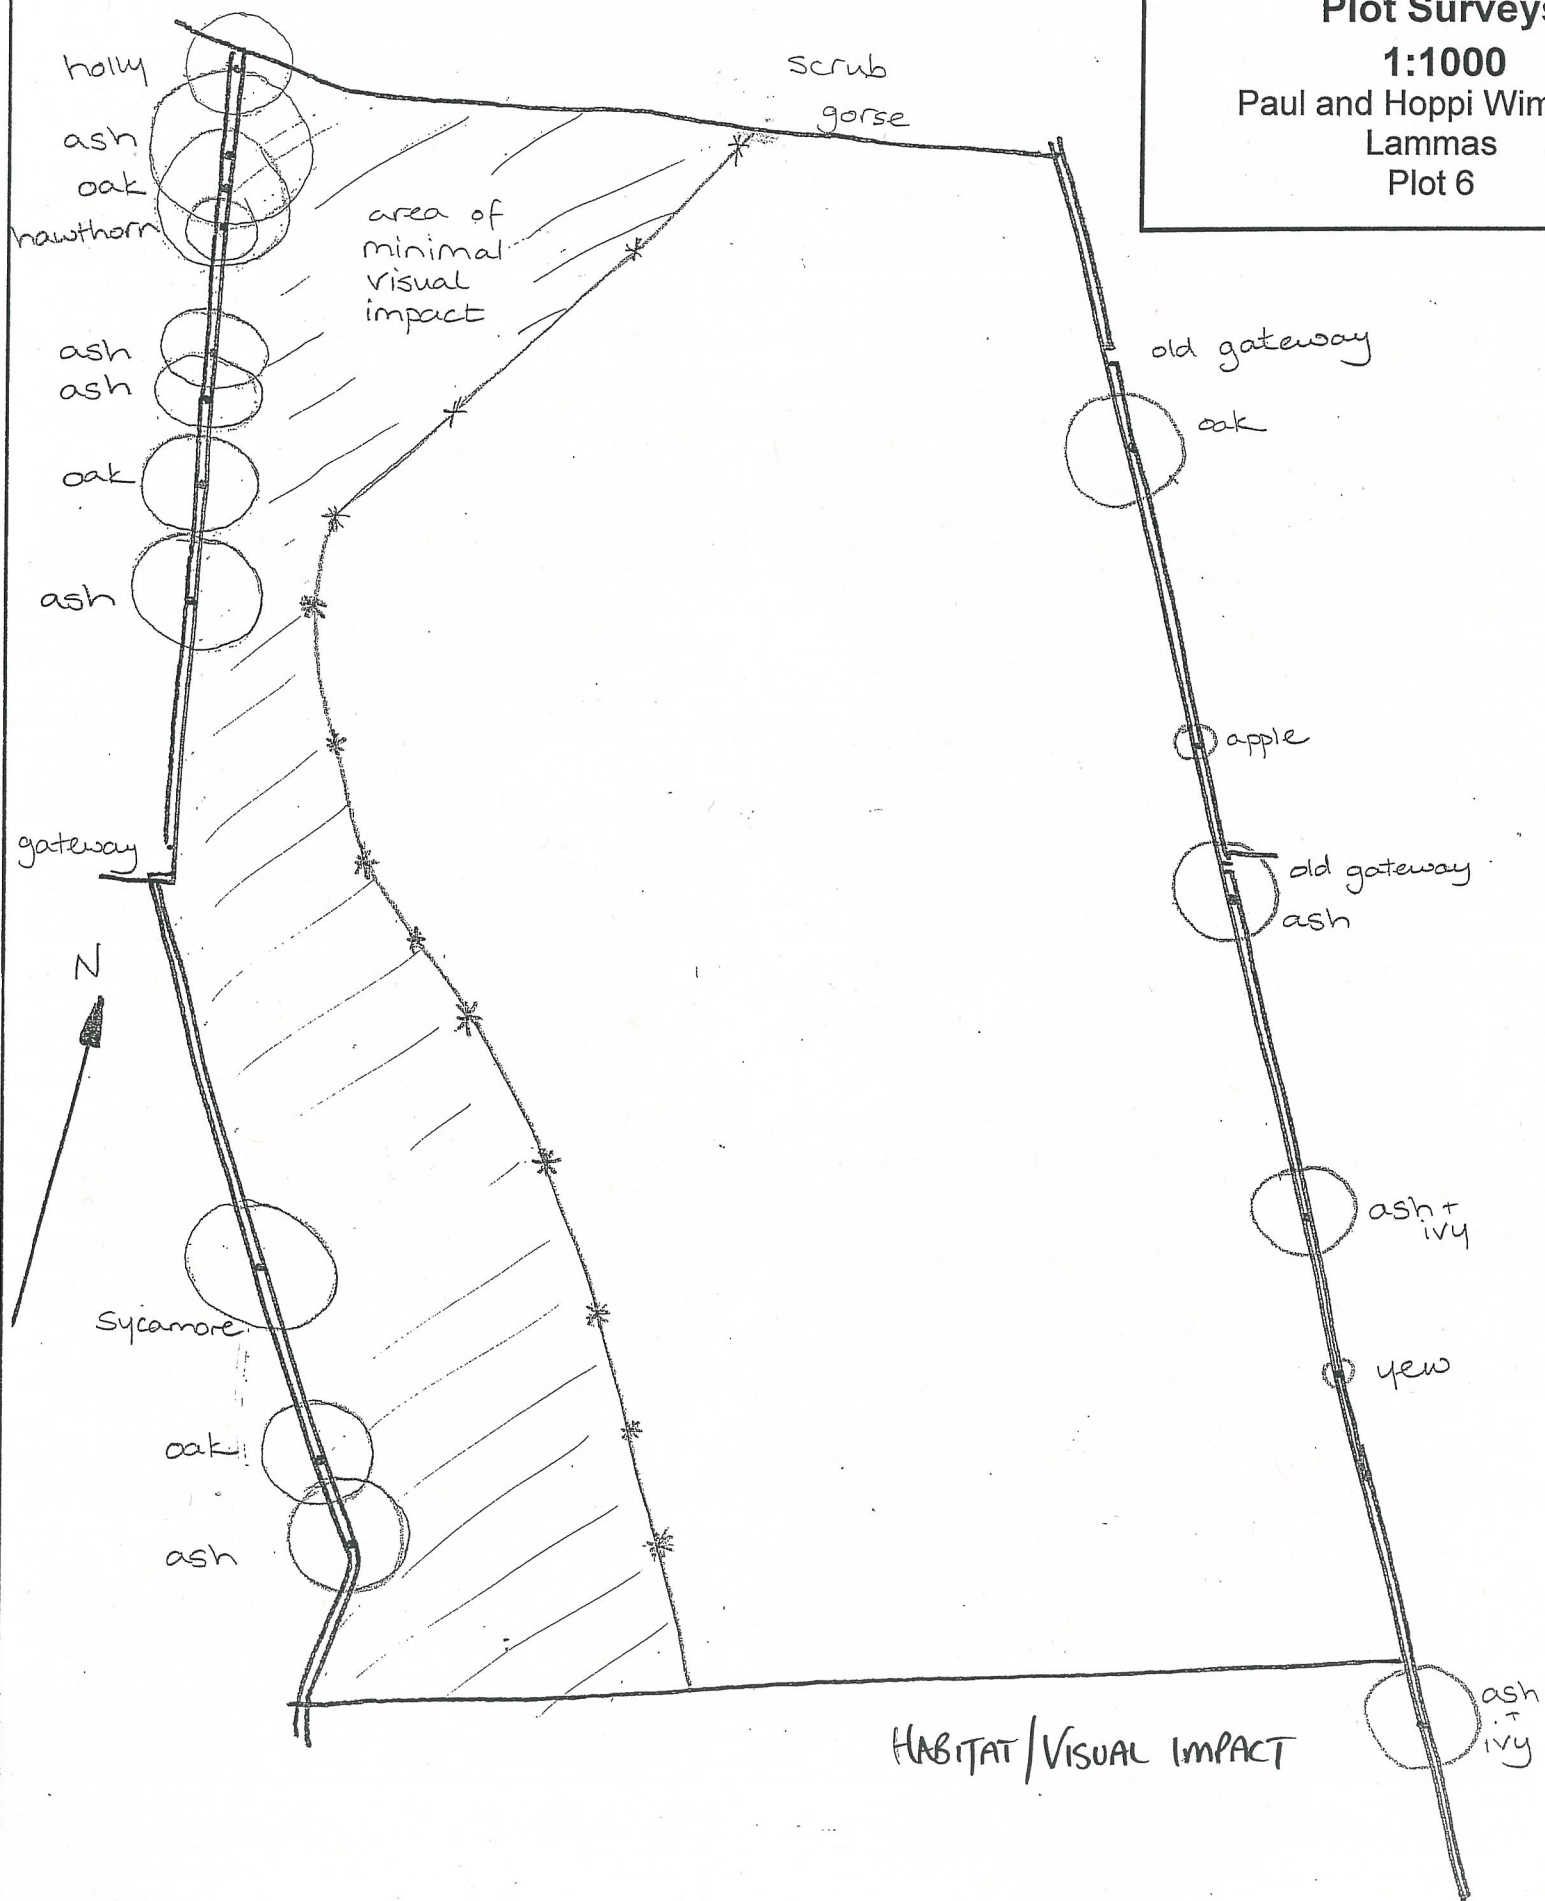 Plot Surveys
1:1000
Paul and Hoppi Wim
Lammas
Plot 6
holly
scrub
gorse
ash
oak
hawthorn
area of
minimal
visual
impact
ash
ash
oak
ash
old gateway
oak
apple
gateway
old gateway
ash
N
ash +
ivy
sycamore
yew
oak
ash
ash
+
ivy
HABITAT/VISUAL IMPACT